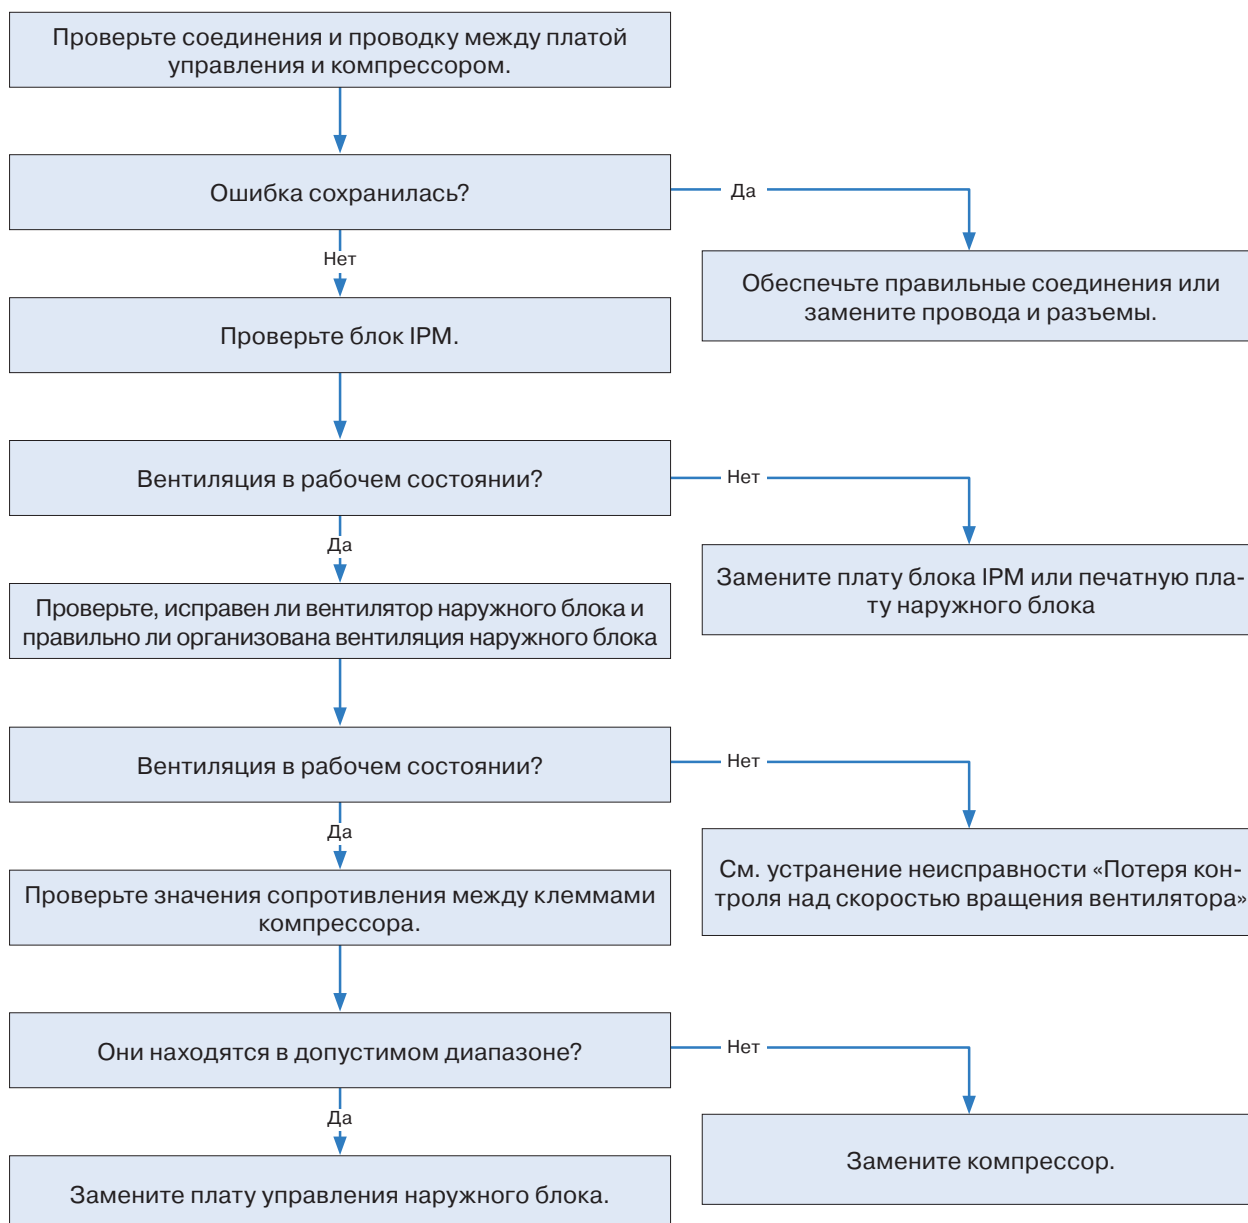 Проверьте соединения и проводку между платой
управления и компрессором.
Ошибка сохранилась?
Да
Нет
Обеспечьте правильные соединения или
замените провода и разъемы.
Проверьте блок IPM.
Вентиляция в рабочем состоянии?
Нет
Да
Замените плату блока IPM или печатную пла-
ту наружного блока
Проверьте, исправен ли вентилятор наружного блока и
правильно ли организована вентиляция наружного блока
Вентиляция в рабочем состоянии?
Нет
Да
См. устранение неисправности «Потеря кон-
троля над скоростью вращения вентилятора»
Проверьте значения сопротивления между клеммами
компрессора.
Они находятся в допустимом диапазоне?
Нет
Да
Замените компрессор.
Замените плату управления наружного блока.